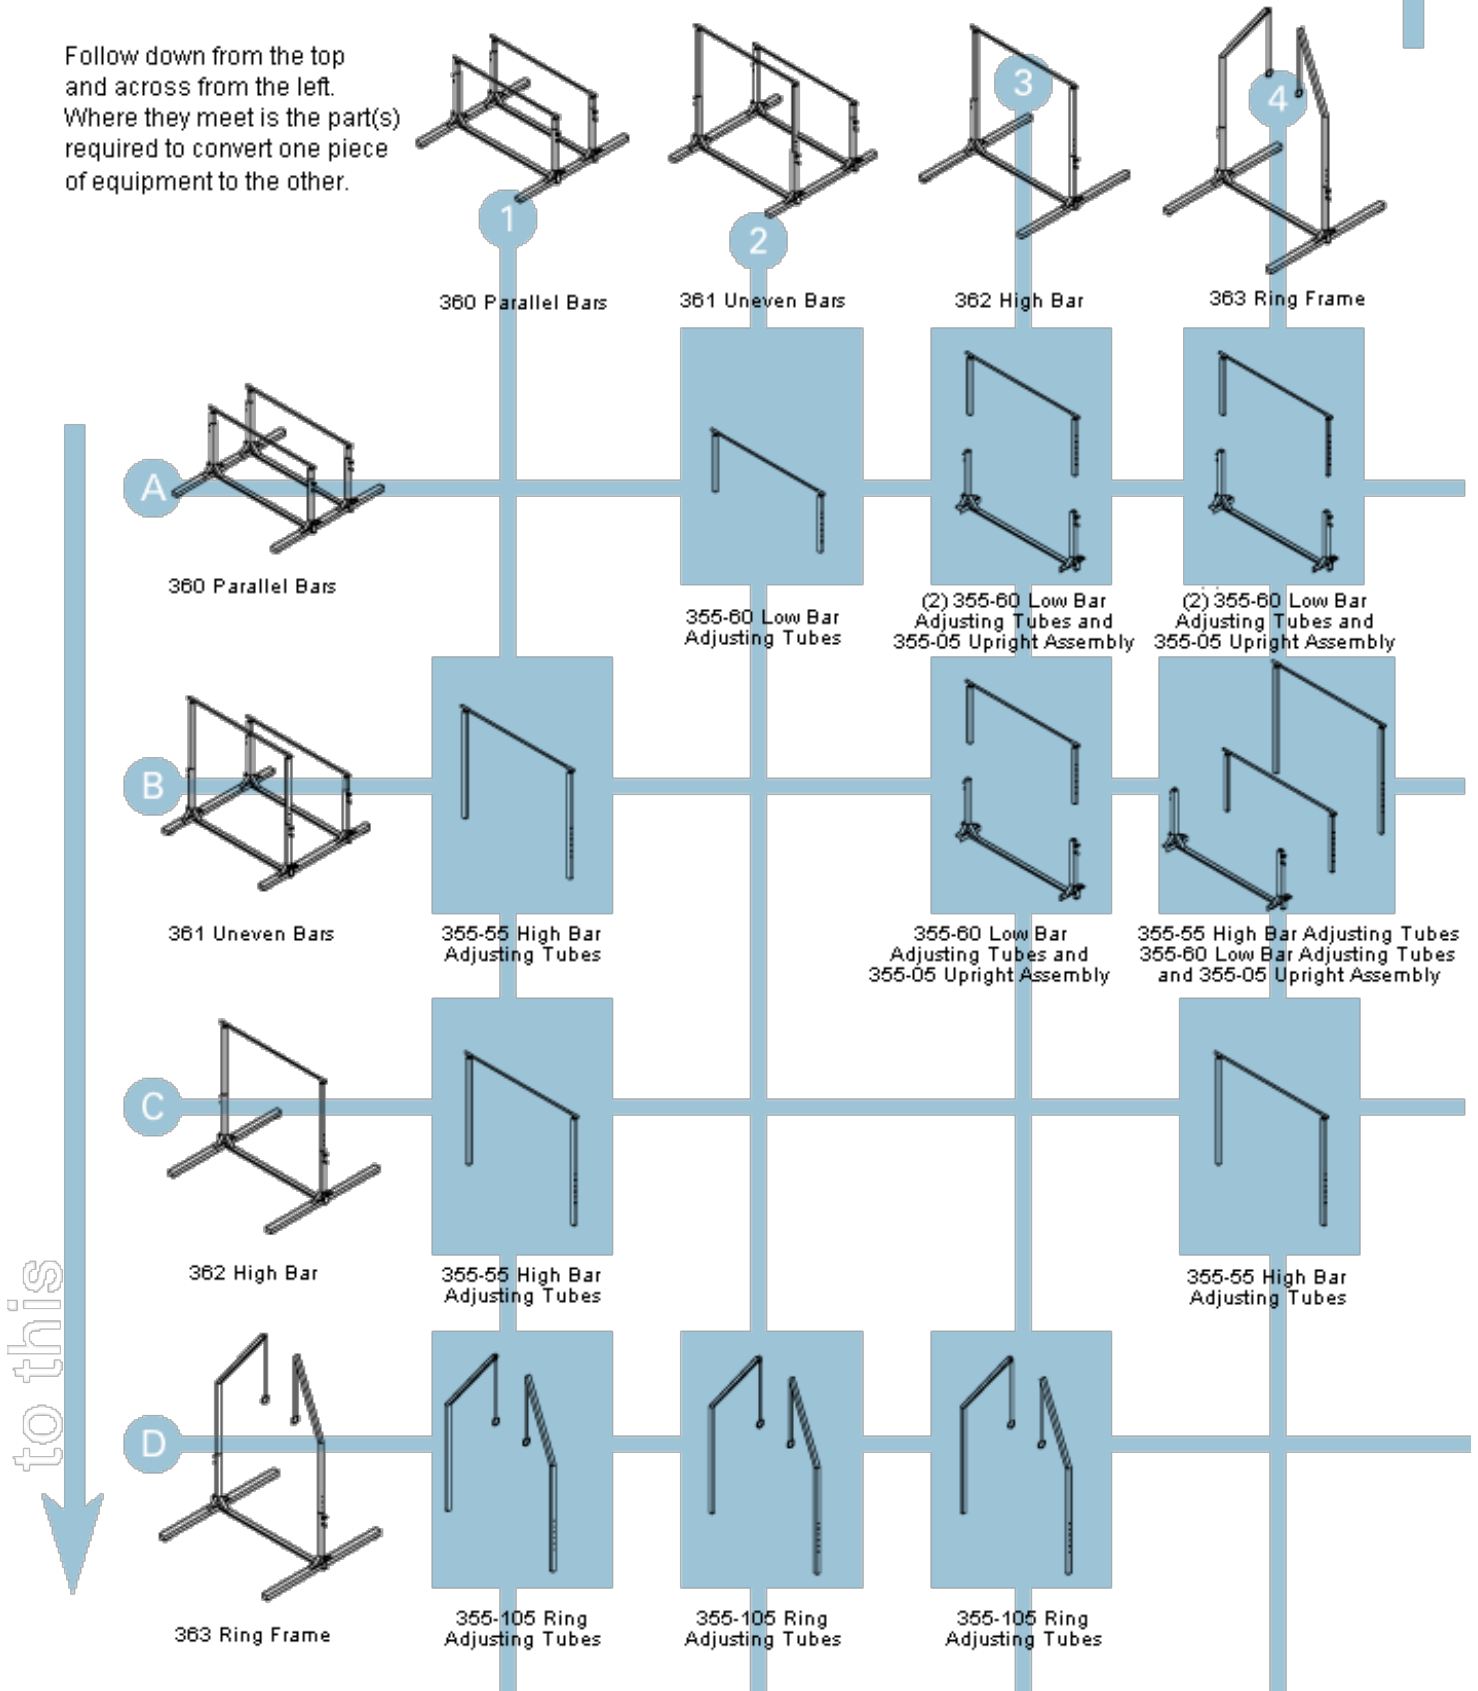 Follow down from the top
and across from the left.
Where they meet is the part(s)
required to convert one piece
of equipment to the other.
1
2
3
4
360 Parallel Bars
361 Uneven Bars
362 High Bar
363 Ring Frame
A
360 Parallel Bars
355-60 Low Bar
Adjusting Tubes
(2) 355-60 Low Bar
Adjusting Tubes and
355-05 Upright Assembly
(2) 355-60 Low Bar
Adjusting Tubes and
355-05 Upright Assembly
B
361 Uneven Bars
355-55 High Bar
Adjusting Tubes
355-60 Low Bar
Adjusting Tubes and
355-05 Upright Assembly
355-55 High Bar Adjusting Tubes
355-60 Low Bar Adjusting Tubes
and 355-05 Upright Assembly
C
362 High Bar
355-55 High Bar
Adjusting Tubes
355-55 High Bar
Adjusting Tubes
to this
D
363 Ring Frame
355-105 Ring
Adjusting Tubes
355-105 Ring
Adjusting Tubes
355-105 Ring
Adjusting Tubes